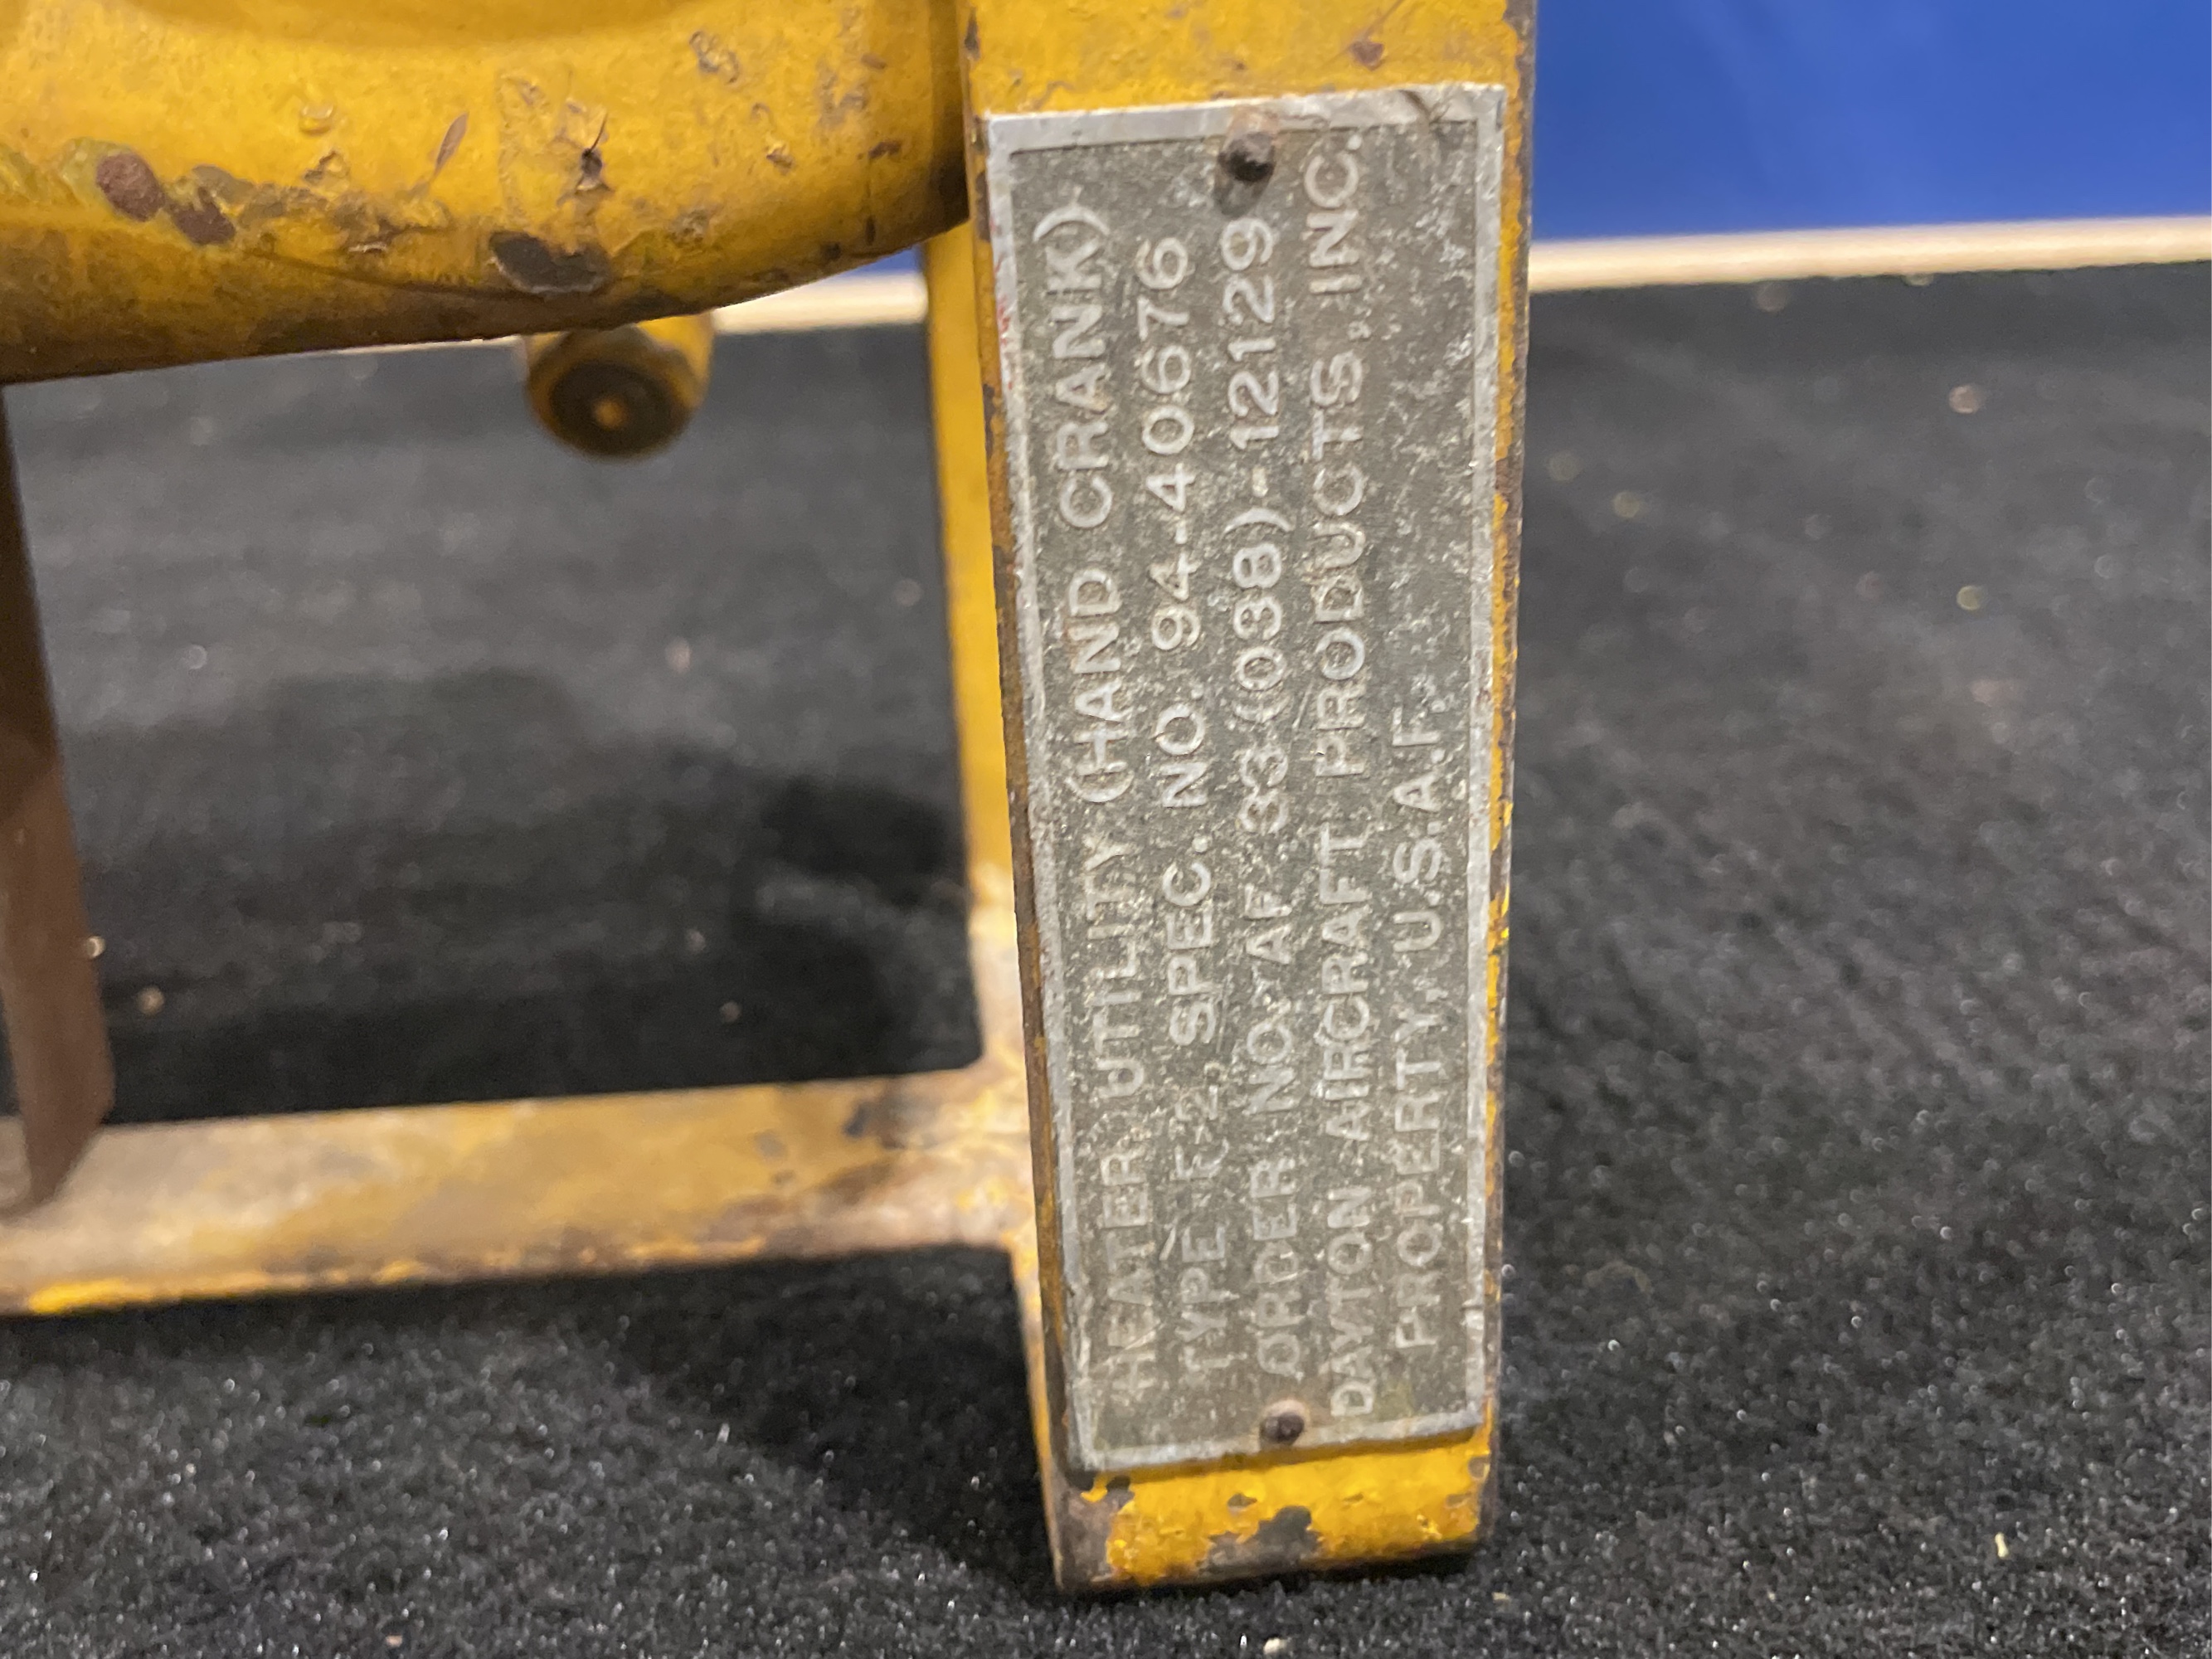 HEATER, UTILITY (HAND CRANK)
TYPE F-2, SPEC. NO. 94-40676
ORDER NO. AF 33 (038)-12129
DAYTON AIRCRAFT PRODUCTS, INC.
PROPERTY, U.S.A.F.